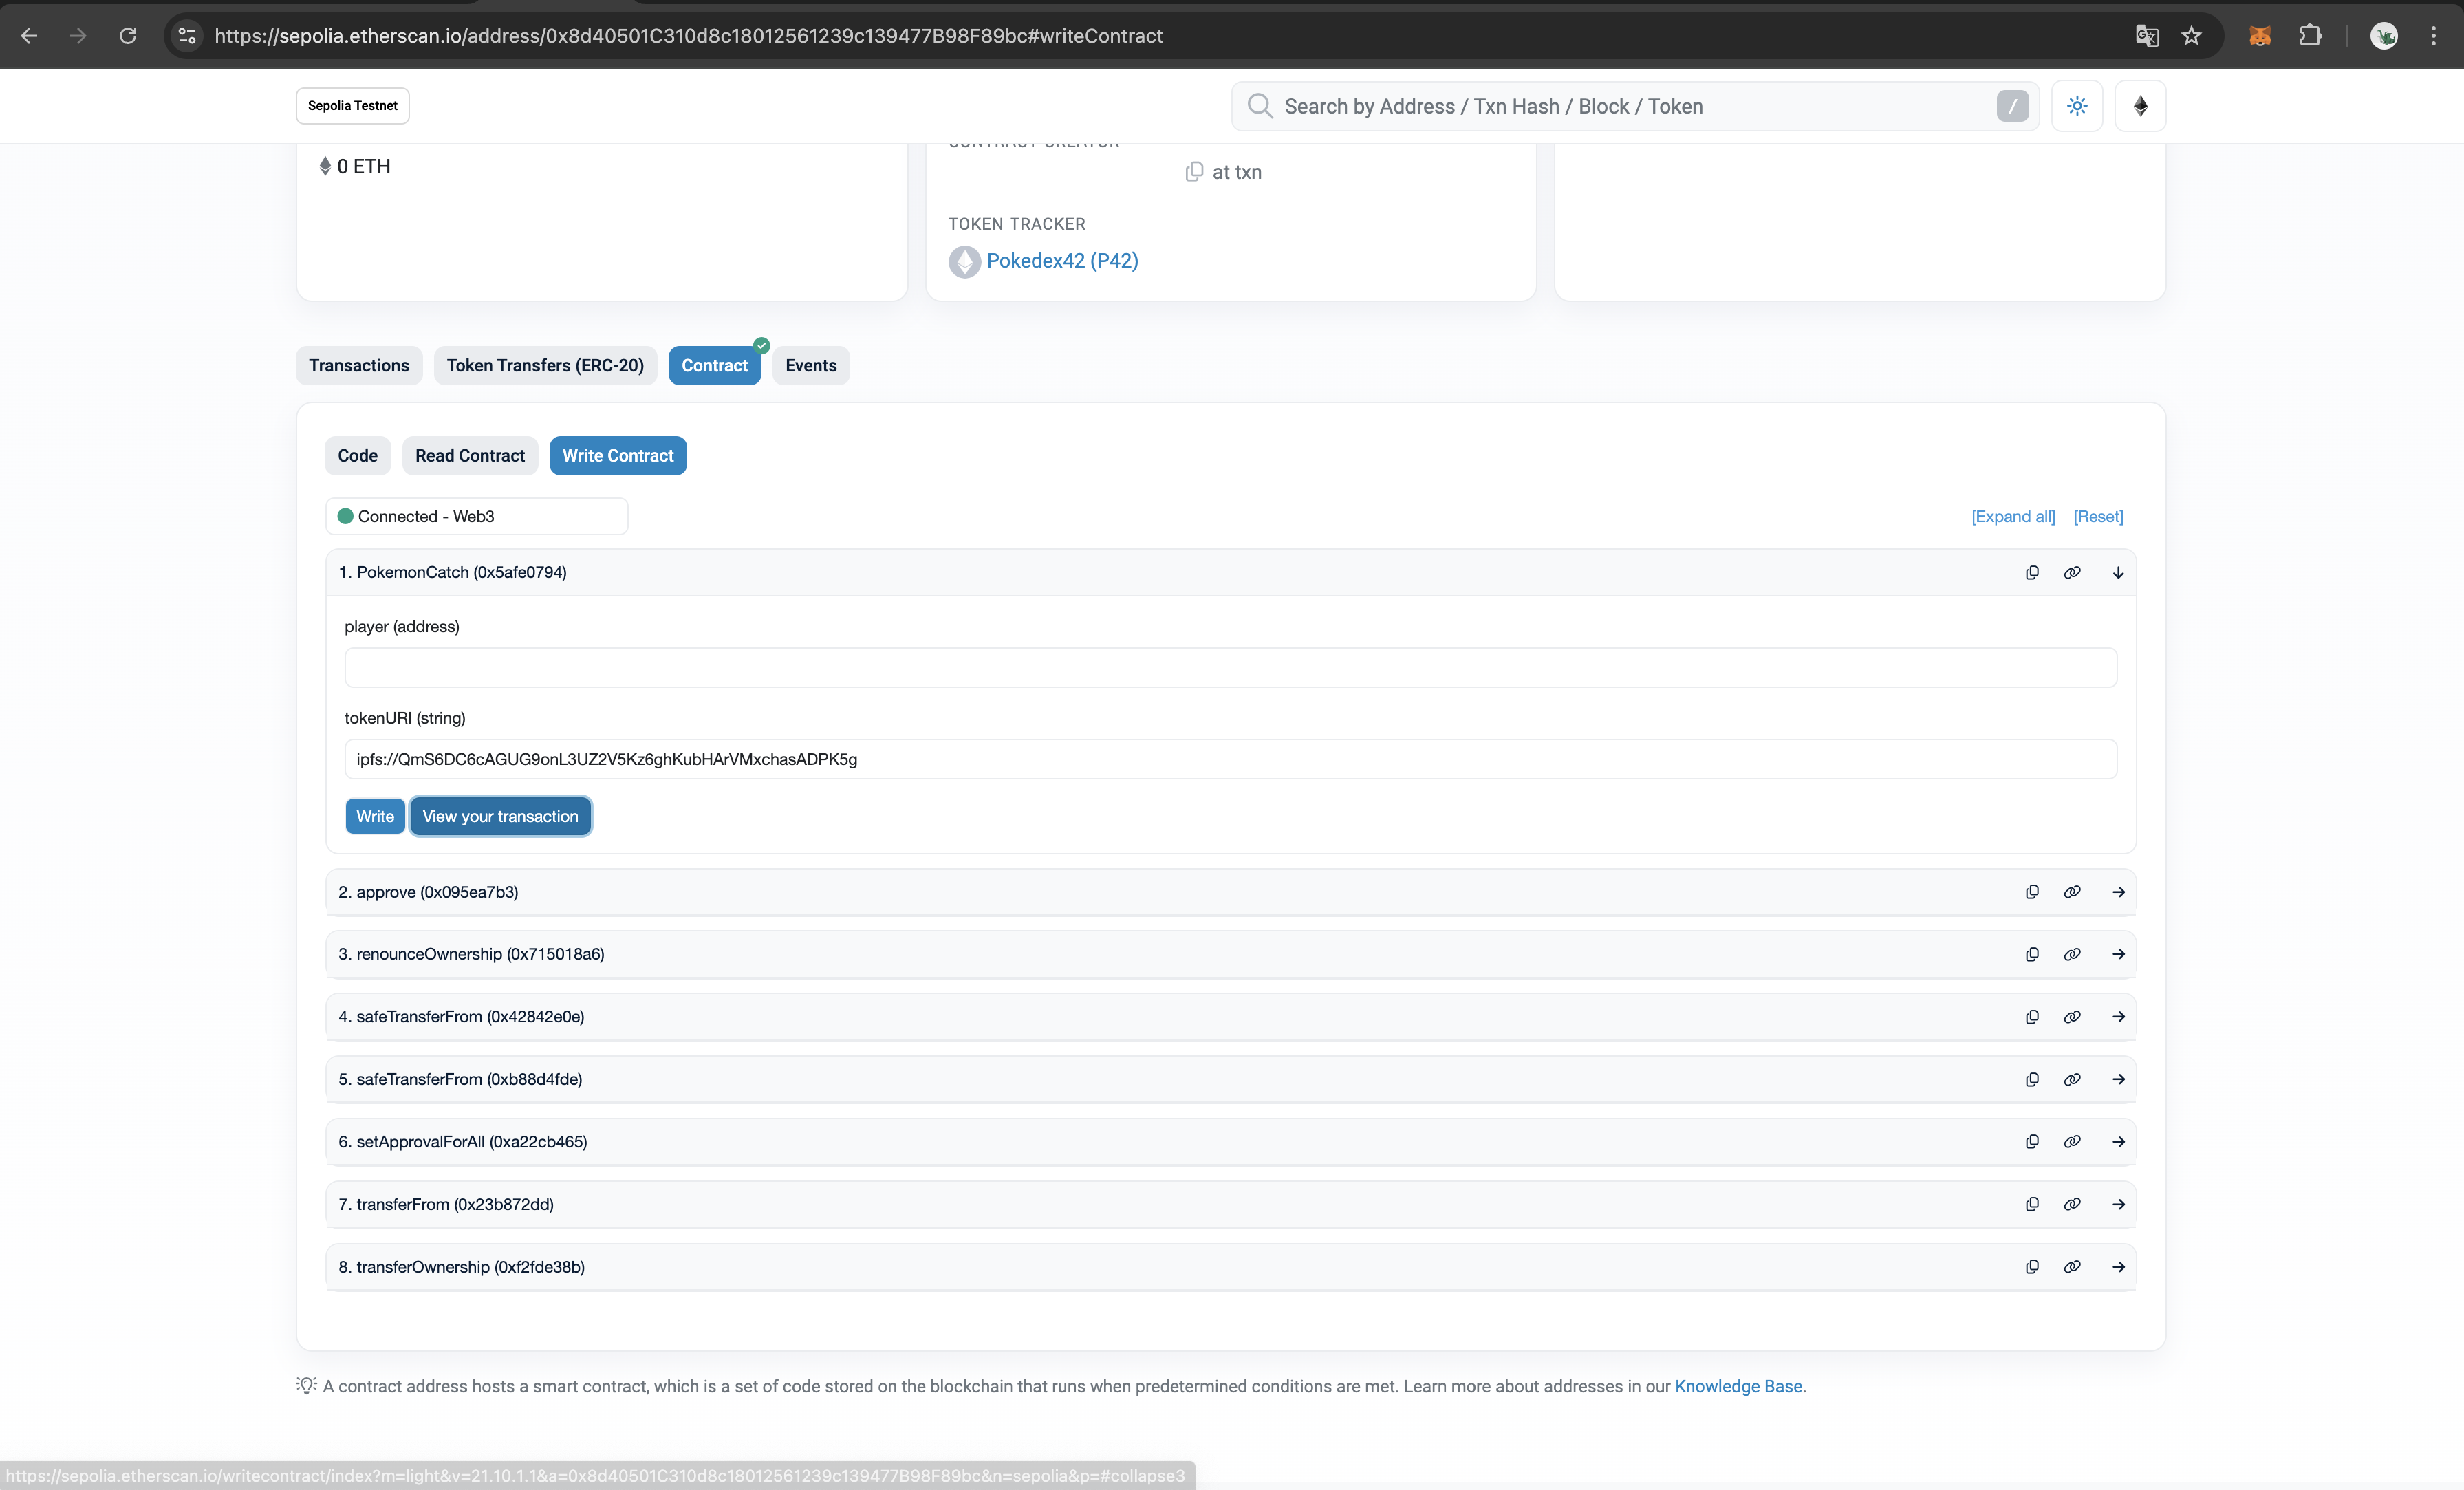 https://sepolia.etherscan.io/address/0x8d40501C310d8c18012561239c139477B98F89bc#writeContract
Sepolia Testnet
Search by Address / Txn Hash / Block / Token
/
0 ETH
CONTRACT CREATOR
at txn
TOKEN TRACKER
Pokedex42 (P42)
Transactions
Token Transfers (ERC-20)
Contract
Events
Code
Read Contract
Write Contract
Connected - Web3
[Expand all]
[Reset]
1. PokemonCatch (0x5afe0794)
player (address)
tokenURI (string)
ipfs://QmS6DC6cAGUG9onL3UZ2V5Kz6ghKubHArVMxchasADPK5g
Write
View your transaction
2. approve (0x095ea7b3)
3. renounceOwnership (0x715018a6)
4. safeTransferFrom (0x42842e0e)
5. safeTransferFrom (0xb88d4fde)
6. setApprovalForAll (0xa22cb465)
7. transferFrom (0x23b872dd)
8. transferOwnership (0xf2fde38b)
A contract address hosts a smart contract, which is a set of code stored on the blockchain that runs when predetermined conditions are met. Learn more about addresses in our Knowledge Base.
https://sepolia.etherscan.io/writecontract/index?m=light&v=21.10.1.1&a=0x8d40501C310d8c18012561239c139477B98F89bc&n=sepolia&p=#collapse3